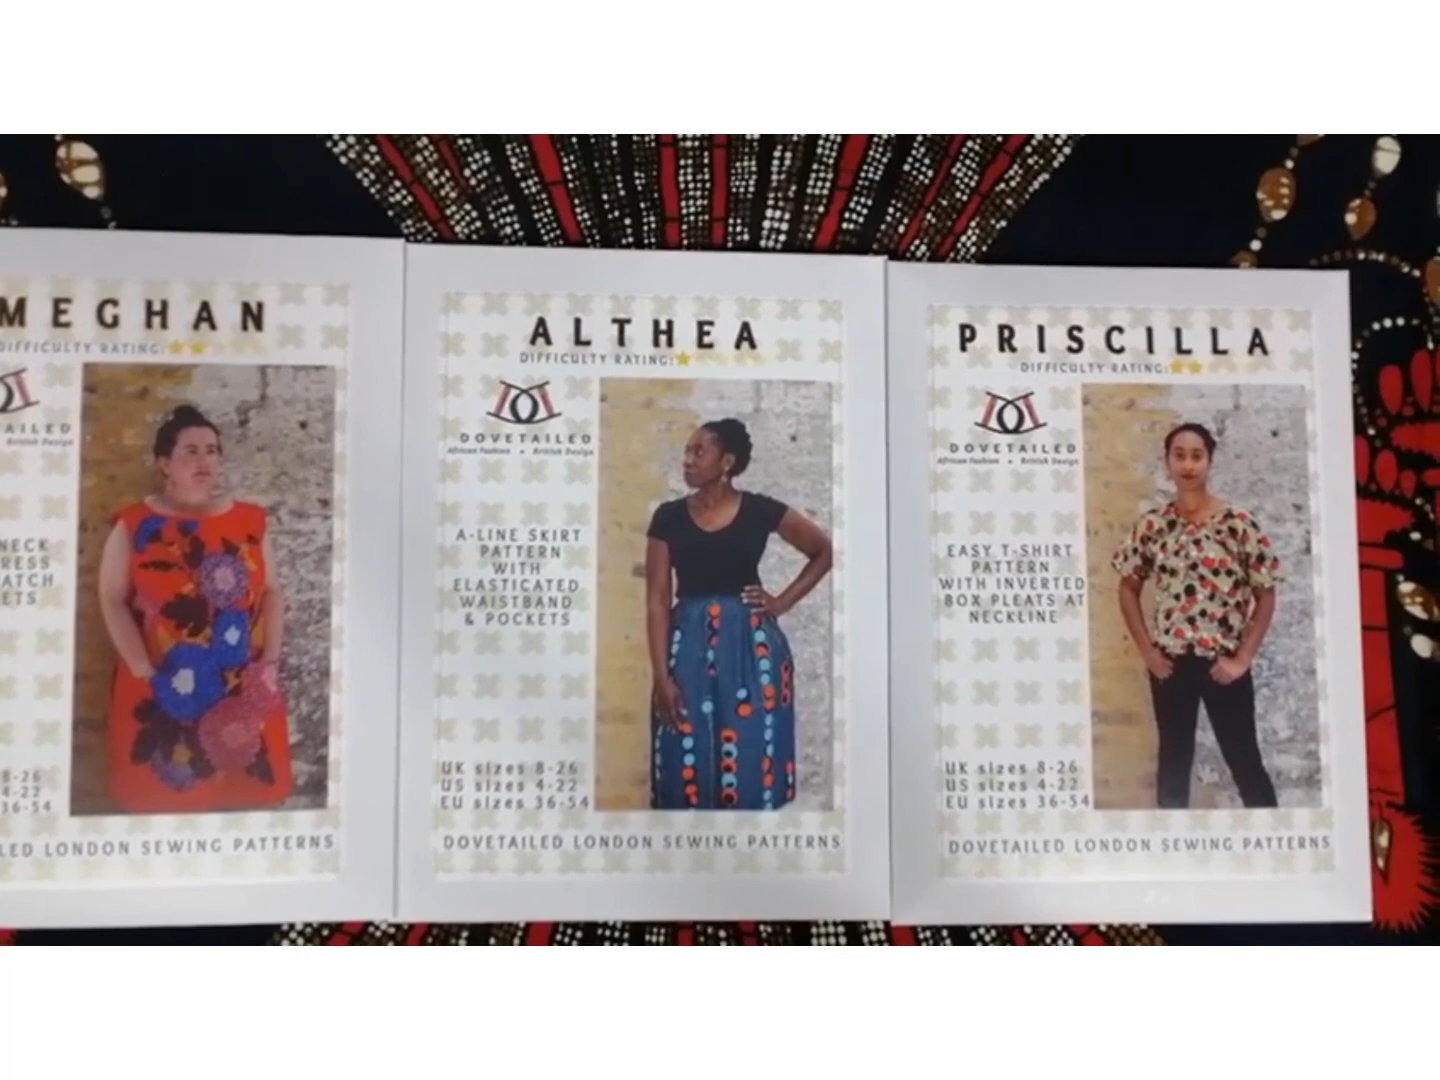 MEGHAN
DIFFICULTY RATING:
British Design
NECK
8-26
4-22
36-54
LONDON SEWING PATTERNS
ALTHEA
DIFFICULTY RATING:
DOVETAILED
African Fashion • British Design
A-LINE SKIRT
PATTERN
WITH
ELASTICATED
WAISTBAND
& POCKETS
UK sizes 8-26
US sizes 4-22
EU sizes 36-54
DOVETAILED LONDON SEWING PATTERNS
PRISCILLA
DIFFICULTY RATING:
DOVETAILED
African Fashion • British Design
EASY T-SHIRT
PATTERN
WITH INVERTED
BOX PLEATS AT
NECKLINE
UK sizes 8-26
US sizes 4-22
EU sizes 36-54
DOVETAILED LONDON SEWING PATTERNS